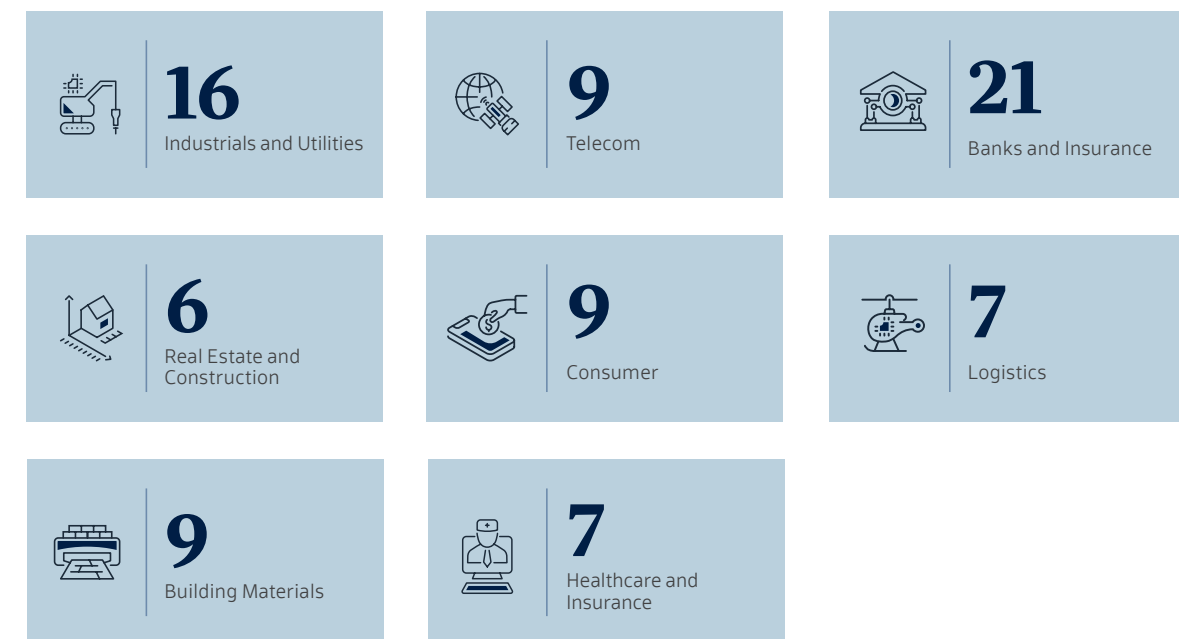 16
Industrials and Utilities
9
Telecom
21
Banks and Insurance
6
Real Estate and
Construction
9
Consumer
7
Logistics
9
Building Materials
7
Healthcare and
Insurance